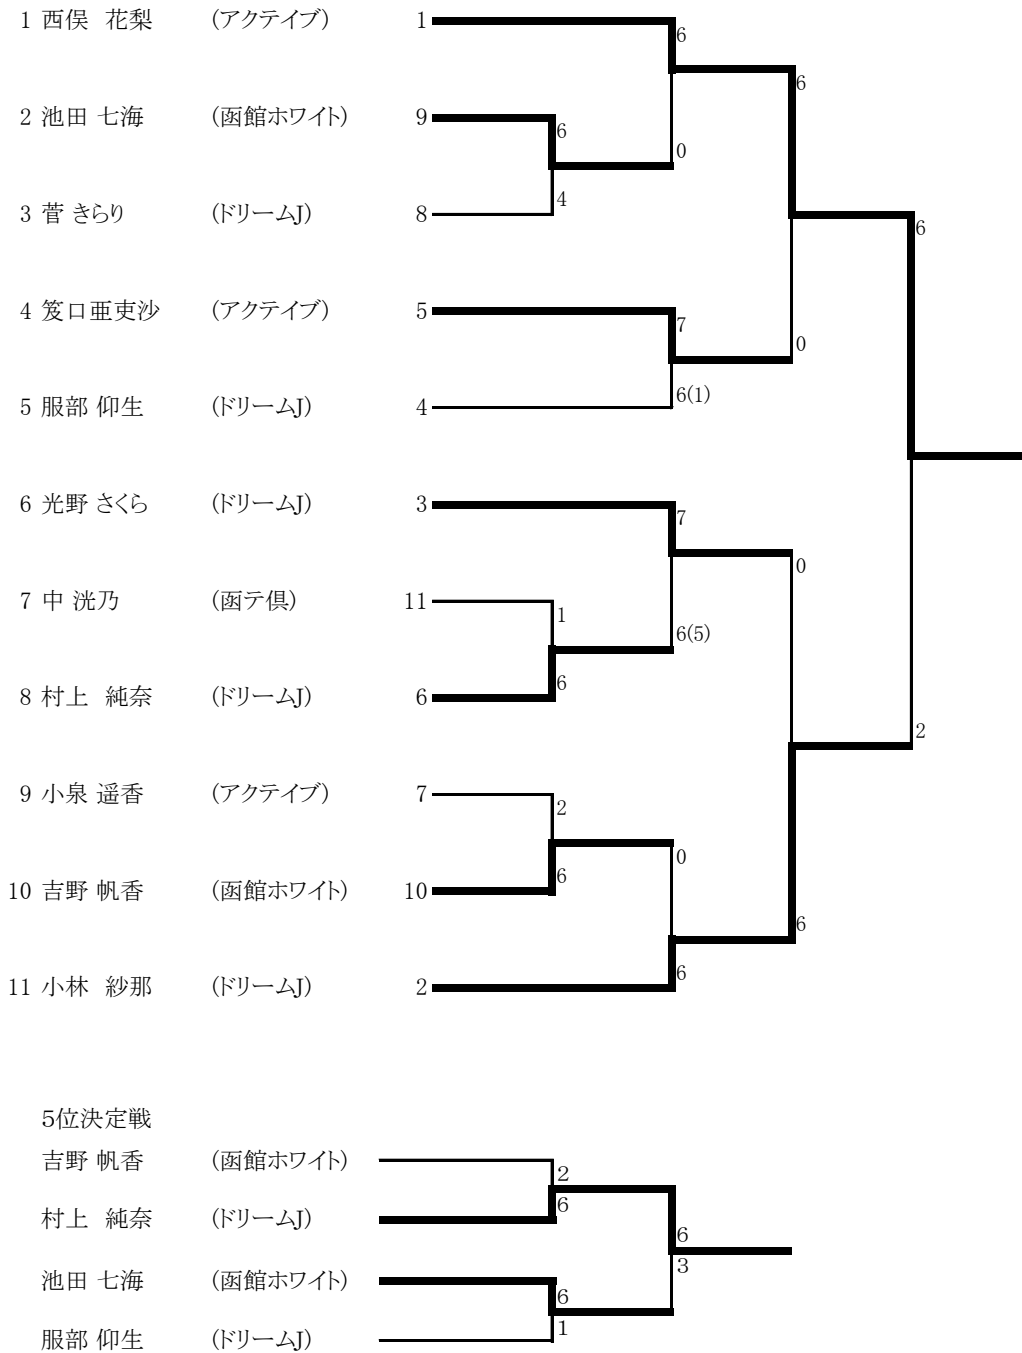 1 西俣 花梨 (アクテイブ) 1
6
6
2 池田 七海 (函館ホワイト) 9
6
0
4
3 菅 きらり (ドリームJ) 8
6
4 笈口亜吏沙 (アクテイブ) 5
7
0
6(1)
5 服部 仰生 (ドリームJ) 4
6 光野 さくら (ドリームJ) 3
7
0
7 中 洸乃 (函テ倶) 11
1
6(5)
6
8 村上 純奈 (ドリームJ) 6
2
9 小泉 遥香 (アクテイブ) 7
2
0
6
10 吉野 帆香 (函館ホワイト) 10
6
6
11 小林 紗那 (ドリームJ) 2
5位決定戦
吉野 帆香 (函館ホワイト)
2
6
村上 純奈 (ドリームJ)
6
3
池田 七海 (函館ホワイト)
6
1
服部 仰生 (ドリームJ)